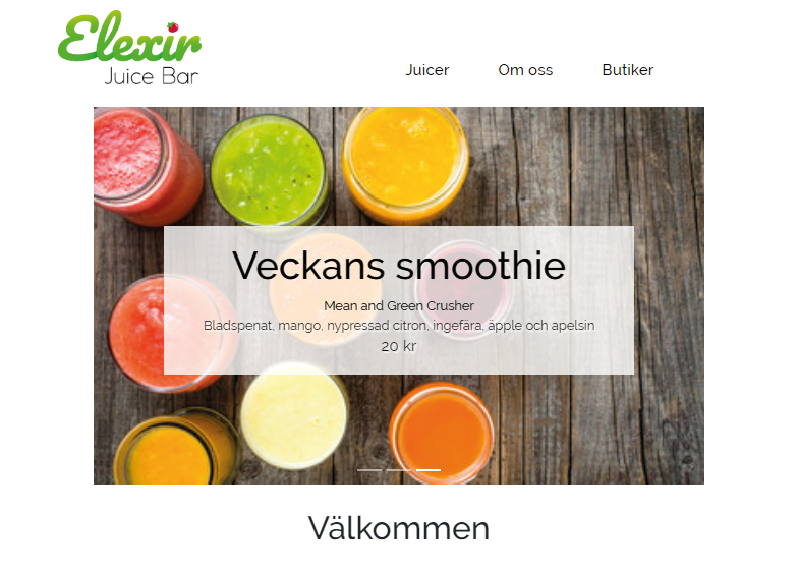 Elexir
Juice Bar
Juicer Om oss Butiker
Veckans smoothie
Mean and Green Crusher
Bladspenat, mango, nypressad citron, ingefära, äpple och apelsin
20 kr
Välkommen